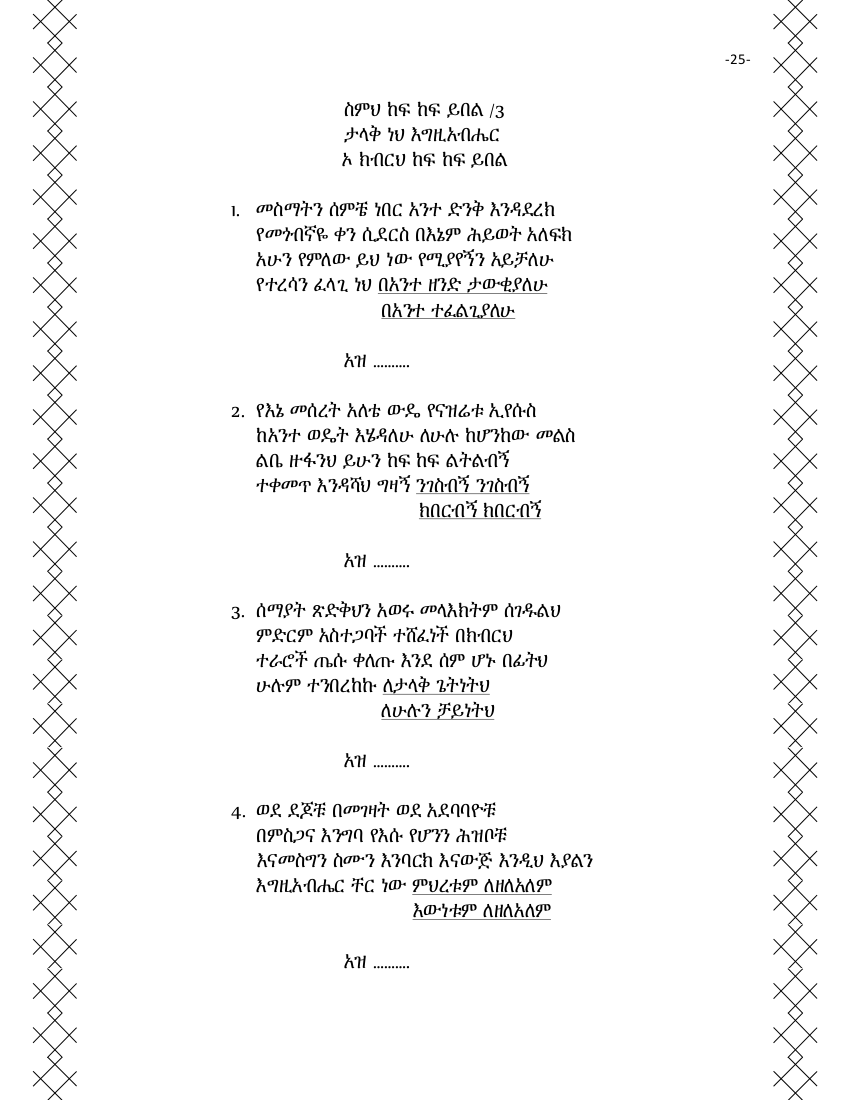 -25-
ስምህ ከፍ ከፍ ይበል /3
ታላቅ ነህ እግዚአብሔር
ኦ ክብርህ ከፍ ከፍ ይበል
1. መስማትን ሰምቼ ነበር አንተ ድንቅ እንዳደረክ
የመጎብኛዬ ቀን ሲደርስ በእኔም ሕይወት አለፍክ
አሁን የምለው ይህ ነው የሚያየኝን አይቻለሁ
የተረሳን ፈላጊ ነህ በአንተ ዘንድ ታውቂያለሁ
በአንተ ተፈልጊያለሁ
አዝ ..........
2. የእኔ መሰረት አለቴ ውዴ የናዝሬቱ ኢየሱስ
ከአንተ ወዴት እሄዳለሁ ለሁሉ ከሆንከው መልስ
ልቤ ዙፋንህ ይሁን ከፍ ከፍ ልትልብኝ
ተቀመጥ እንዳሻህ ግዛኝ ንገስብኝ ንገስብኝ
ክበርብኝ ክበርብኝ
አዝ ..........
3. ሰማያት ጽድቅህን አወሩ መላእክትም ሰገዱልህ
ምድርም አስተጋባች ተሸፈነች በክብርህ
ተራሮች ጤሱ ቀለጡ እንደ ሰም ሆኑ በፊትህ
ሁሉም ተንበረከኩ ለታላቅ ጌትነትህ
ለሁሉን ቻይነትህ
አዝ ..........
4. ወደ ደጆቹ በመገዛት ወደ አደባባዮቹ
በምስጋና እንግባ የእሱ የሆንን ሕዝቦቹ
እናመስግን ስሙን እንባርክ እናውጅ እንዲህ እያልን
እግዚአብሔር ቸር ነው ምህረቱም ለዘለአለም
እውነቱም ለዘለአለም
አዝ ..........